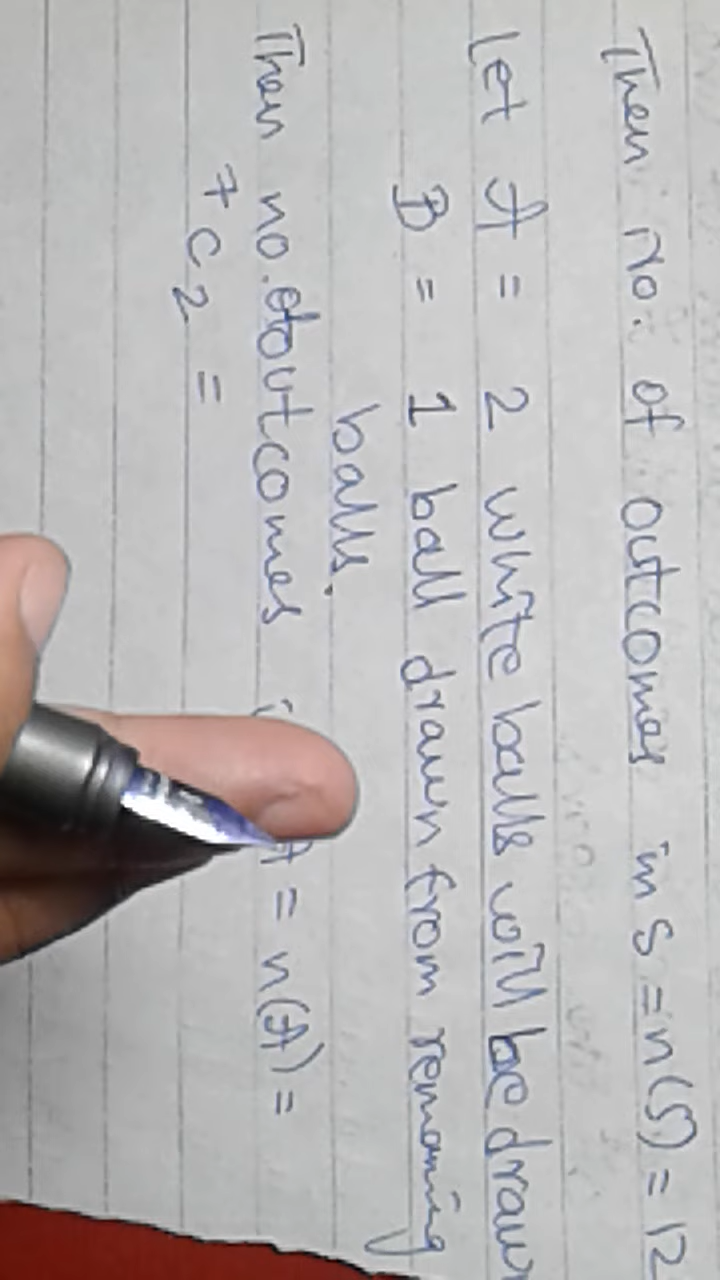 Then no. of outcomes in S = n(S) = 12
Let A = 2 white balls will be drawn
B = 1 ball drawn from remaining
balls.
Then no. of outcomes A = n(A) =
7c2 =